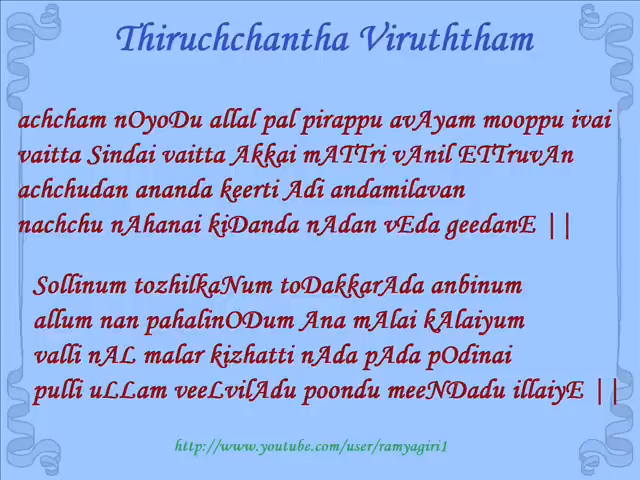 Thiruchchantha Viruththam
achcham nOyoDu allal pal pirappu avAyam mooppu ivai
vaitta Sindai vaitta Akkai mATTri vAnil ETTruvAn
achchudan ananda keerti Adi andamilavan
nachchu nAhanai kiDanda nAdan vEda geedanE ||
Sollinum tozhilkaNum toDakkarAda anbinum
allum nan pahalinODum Ana mAlai kAlaiyum
valli nAL malar kizhatti nAda pAda pOdinai
pulli uLLam veeLvilAdu poondu meeNDadu illaiyE ||
http://www.youtube.com/user/ramyagiri1